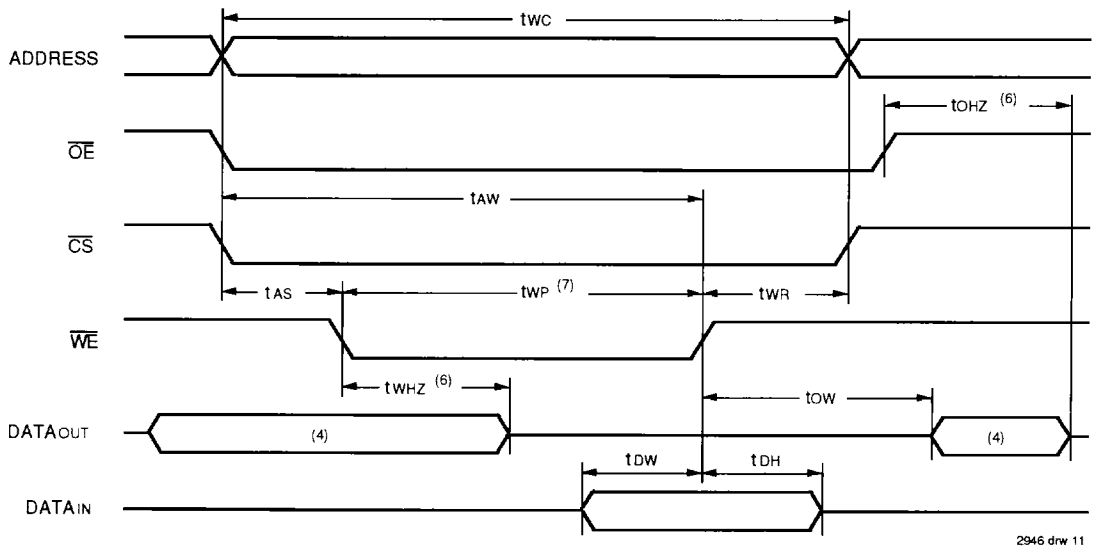 tWC
ADDRESS
tOHZ (6)
OE
tAW
CS
tAS
tWP (7)
tWR
WE
tWHZ (6)
tOW
DATAOUT
(4)
(4)
tDW
tDH
DATAIN
2946 drw 11